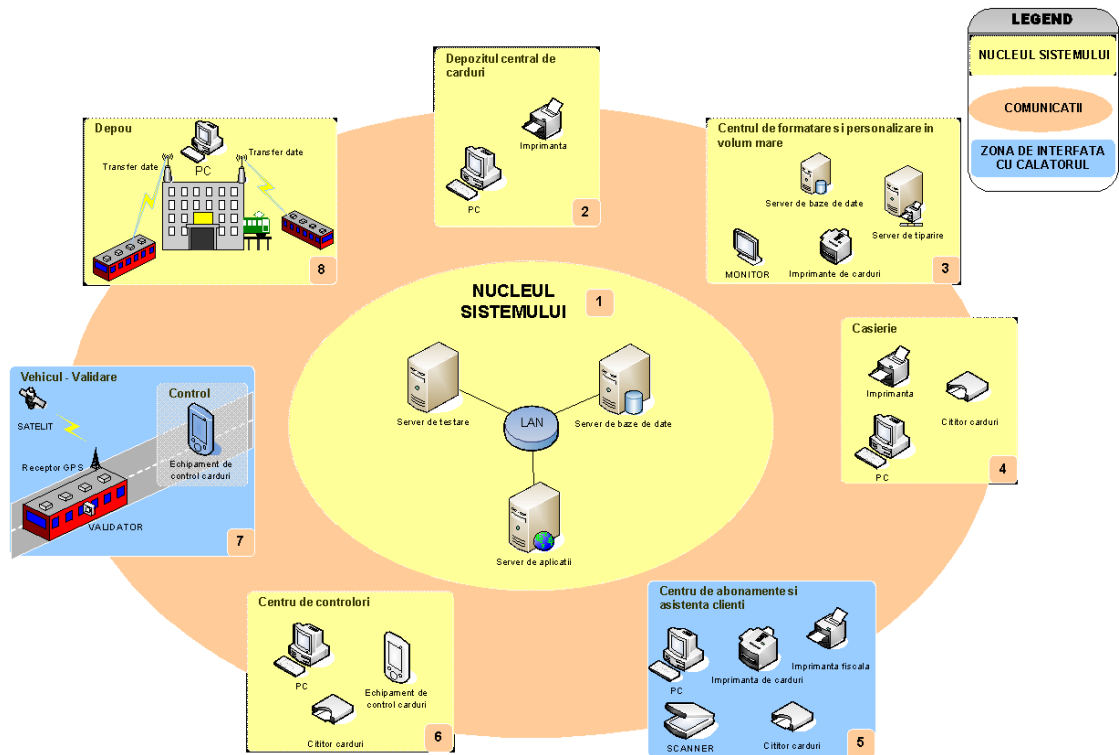 LEGEND
NUCLEUL SISTEMULUI
COMUNICATII
ZONA DE INTERFATA
CU CALATORUL
NUCLEUL
SISTEMULUI
1
Server de testare
LAN
Server de baze de date
Server de aplicatii
Depozitul central de
carduri
Imprimanta
PC
2
Centrul de formatare si personalizare in
volum mare
Server de baze de date
Server de tiparire
MONITOR
Imprimante de carduri
3
Casierie
Imprimanta
Cititor carduri
PC
4
Centru de abonamente si
asistenta clienti
Imprimanta fiscala
PC
Imprimanta de carduri
SCANNER
Cititor carduri
5
Centru de controlori
PC
Echipament de
control carduri
Cititor carduri
6
Vehicul - Validare
Control
SATELIT
Echipament de
control carduri
Receptor GPS
VALIDATOR
7
Depou
Transfer date
Transfer date
PC
8